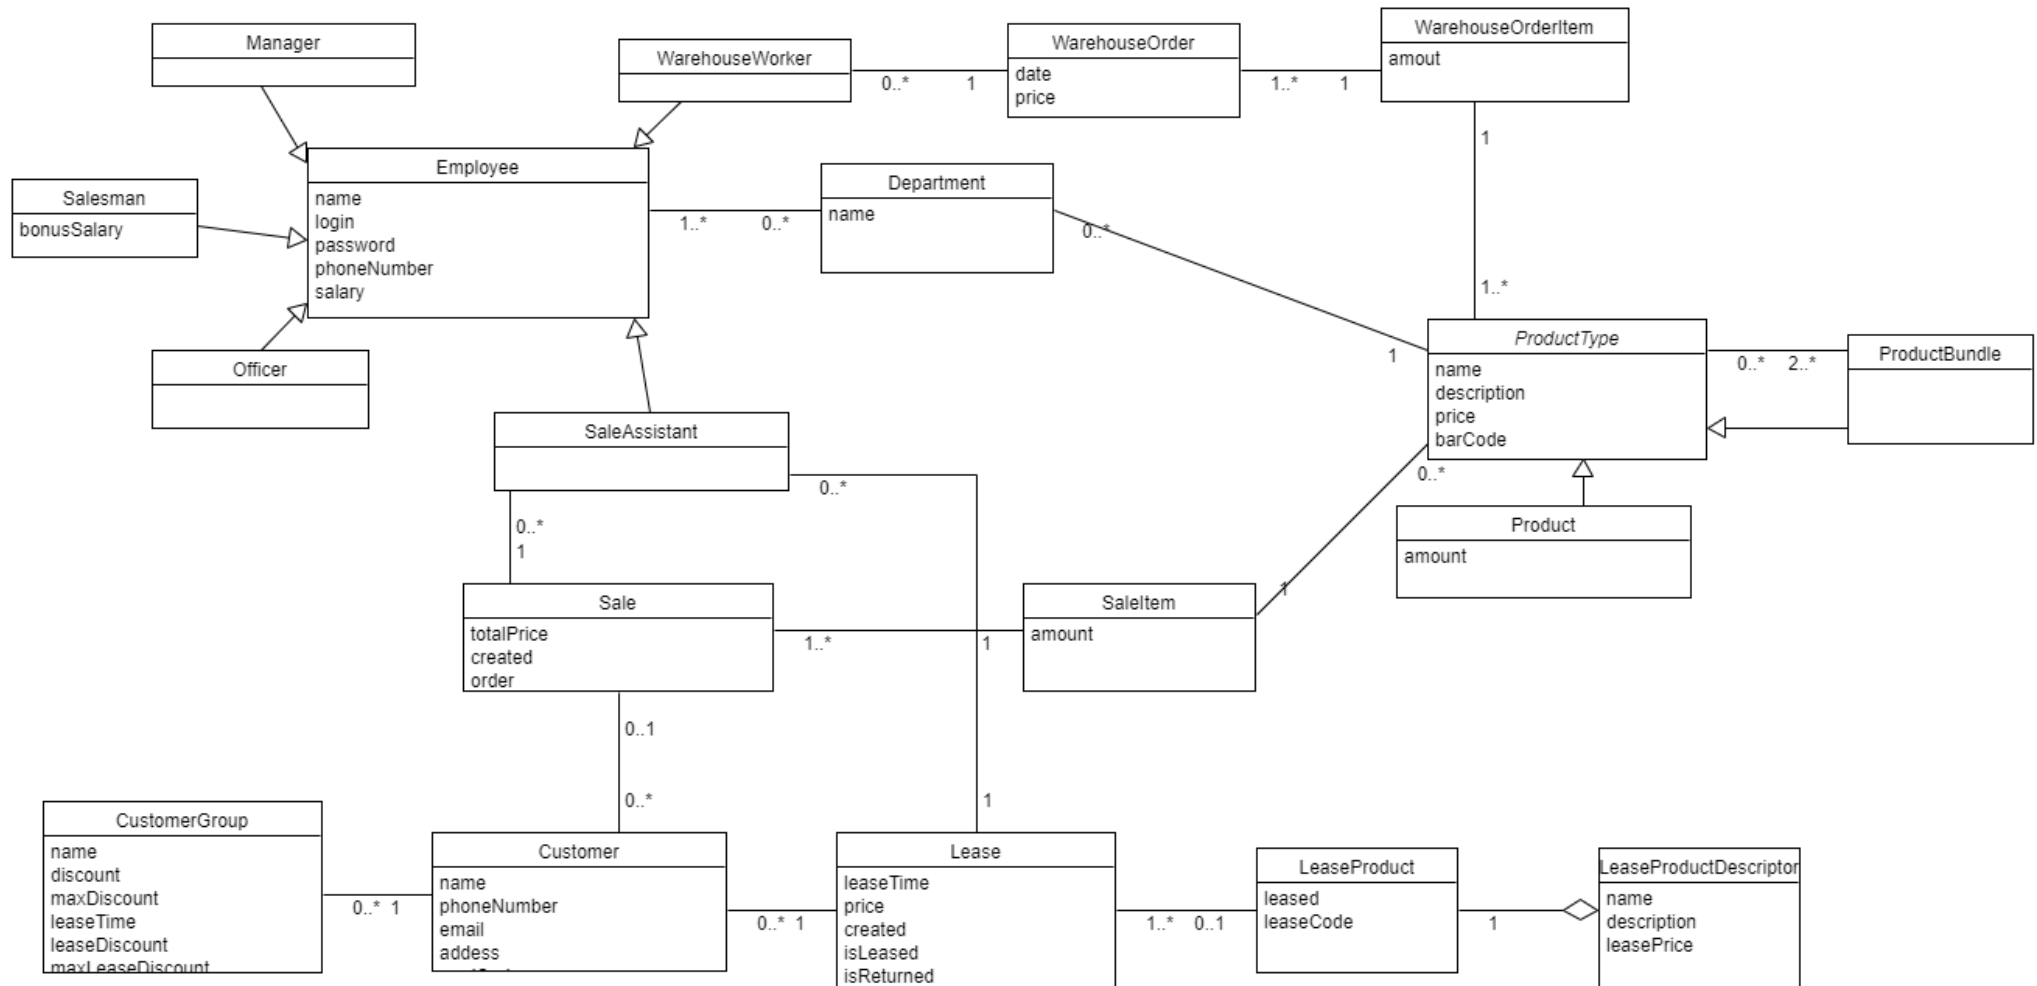 Manager
WarehouseWorker
0..* 1
WarehouseOrder
date
price
1..* 1
WarehouseOrderItem
amout
1
1..*
Salesman
bonusSalary
Employee
name
login
password
phoneNumber
salary
1..* 0..*
Department
name
0..*
1
Officer
ProductType
name
description
price
barCode
0..* 2..*
ProductBundle
0..*
SaleAssistant
0..*
0..*
1
Product
amount
1
Sale
totalPrice
created
order
1..* 1
SaleItem
amount
0..1
0..*
1
CustomerGroup
name
discount
maxDiscount
leaseTime
leaseDiscount
maxLeaseDiscount
0..* 1
Customer
name
phoneNumber
email
addess
0..* 1
Lease
leaseTime
price
created
isLeased
isReturned
1..* 0..1
LeaseProduct
leased
leaseCode
1
LeaseProductDescriptor
name
description
leasePrice